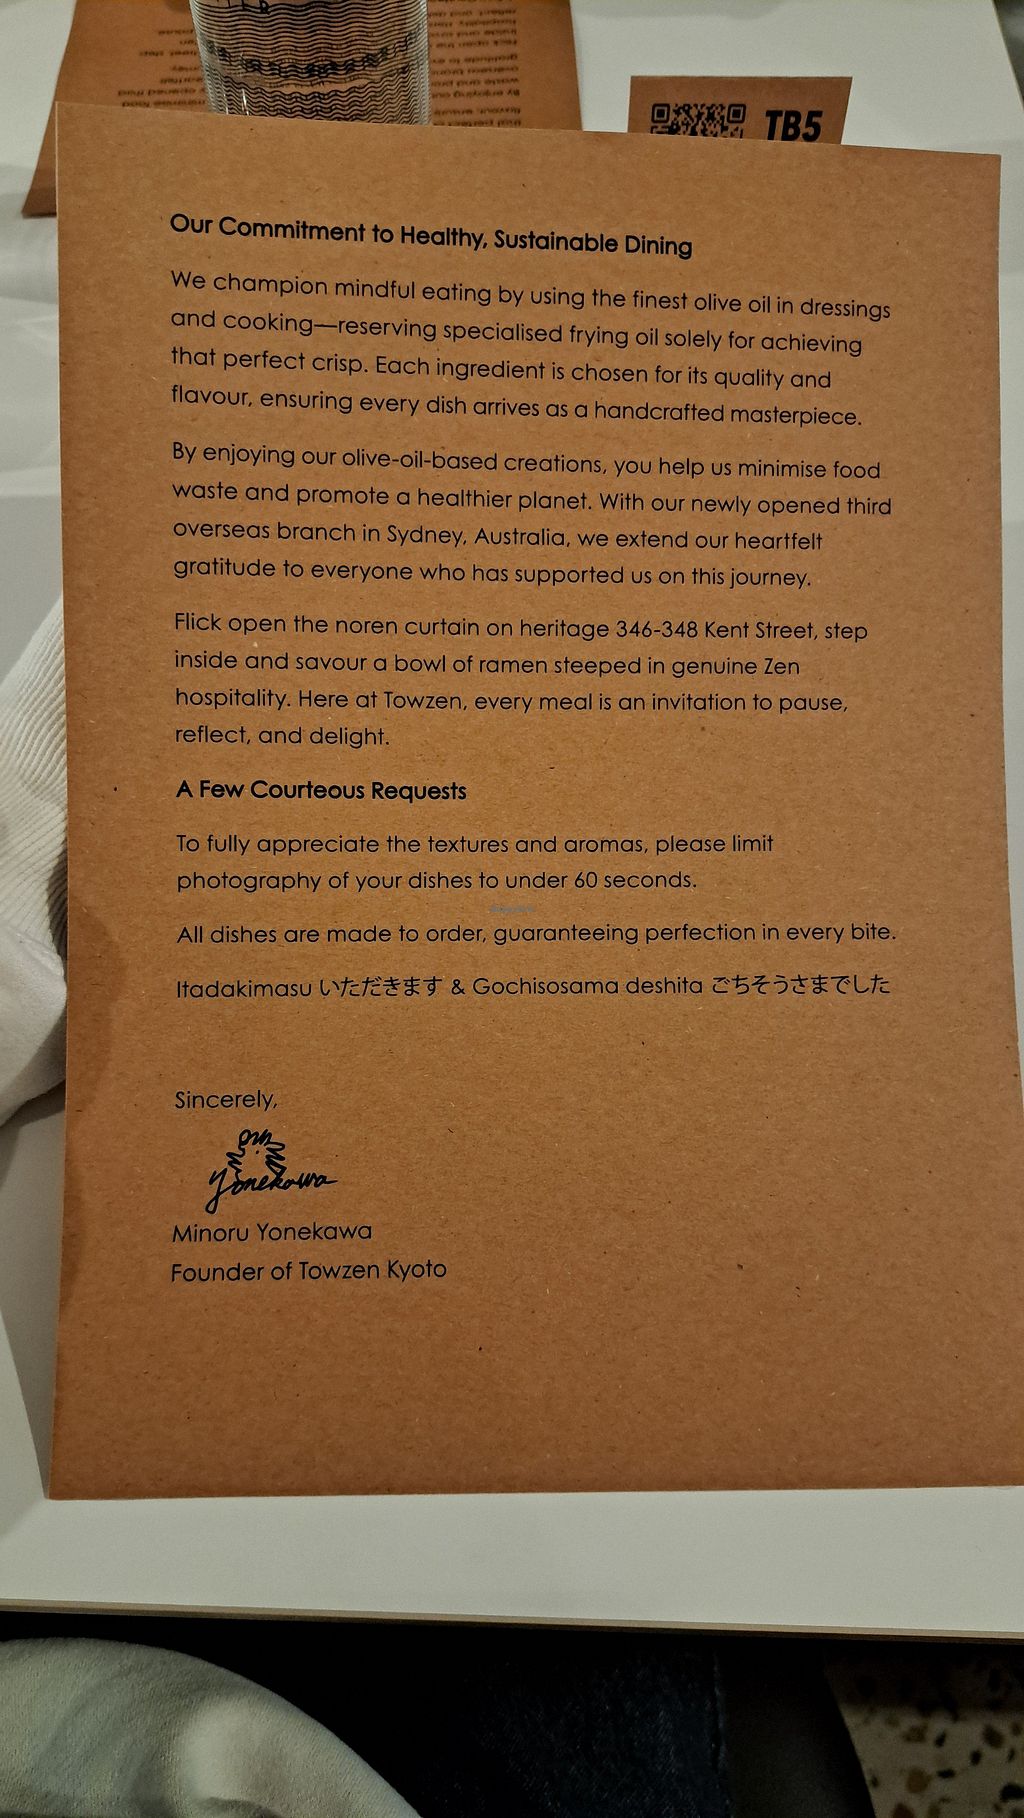 TB5
Our Commitment to Healthy, Sustainable Dining
We champion mindful eating by using the finest olive oil in dressings
and cooking—reserving specialised frying oil solely for achieving
that perfect crisp. Each ingredient is chosen for its quality and
flavour, ensuring every dish arrives as a handcrafted masterpiece.
By enjoying our olive-oil-based creations, you help us minimise food
waste and promote a healthier planet. With our newly opened third
overseas branch in Sydney, Australia, we extend our heartfelt
gratitude to everyone who has supported us on this journey.
Flick open the noren curtain on heritage 346-348 Kent Street, step
inside and savour a bowl of ramen steeped in genuine Zen
hospitality. Here at Towzen, every meal is an invitation to pause,
reflect, and delight.
A Few Courteous Requests
To fully appreciate the textures and aromas, please limit
photography of your dishes to under 60 seconds.
All dishes are made to order, guaranteeing perfection in every bite.
Itadakimasu いただきます & Gochisosama deshita ごちそうさまでした
Sincerely,
Yonekawa
Minoru Yonekawa
Founder of Towzen Kyoto